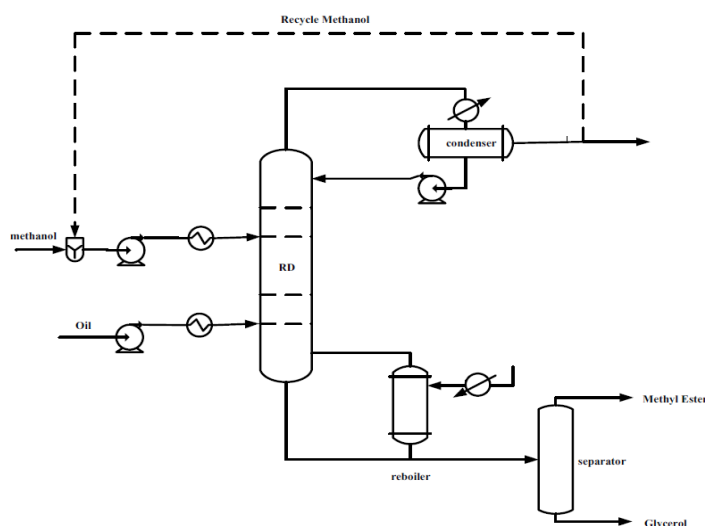 Recycle Methanol
condenser
methanol
RD
Oil
Methyl Ester
separator
reboiler
Glycerol